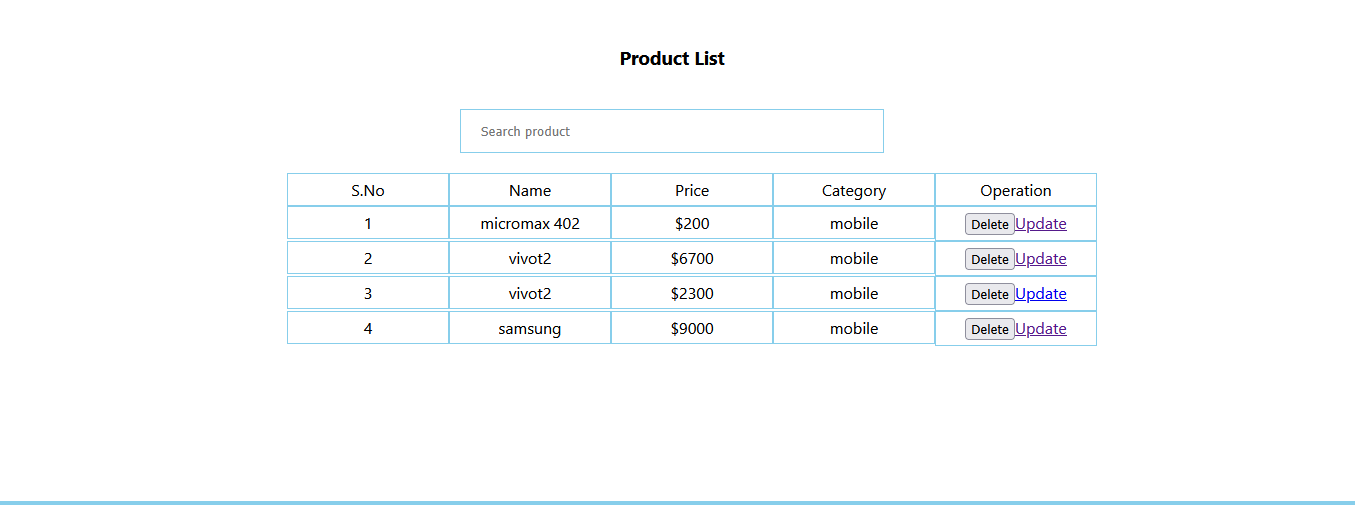 Product List
Search product
S.No Name Price Category Operation
1 micromax 402 $200 mobile Delete Update
2 vivot2 $6700 mobile Delete Update
3 vivot2 $2300 mobile Delete Update
4 samsung $9000 mobile Delete Update